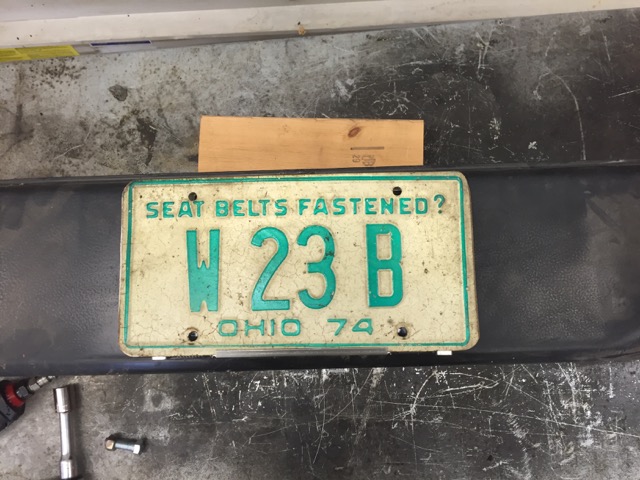 SEAT BELTS FASTENED?
W 23 B
OHIO 74